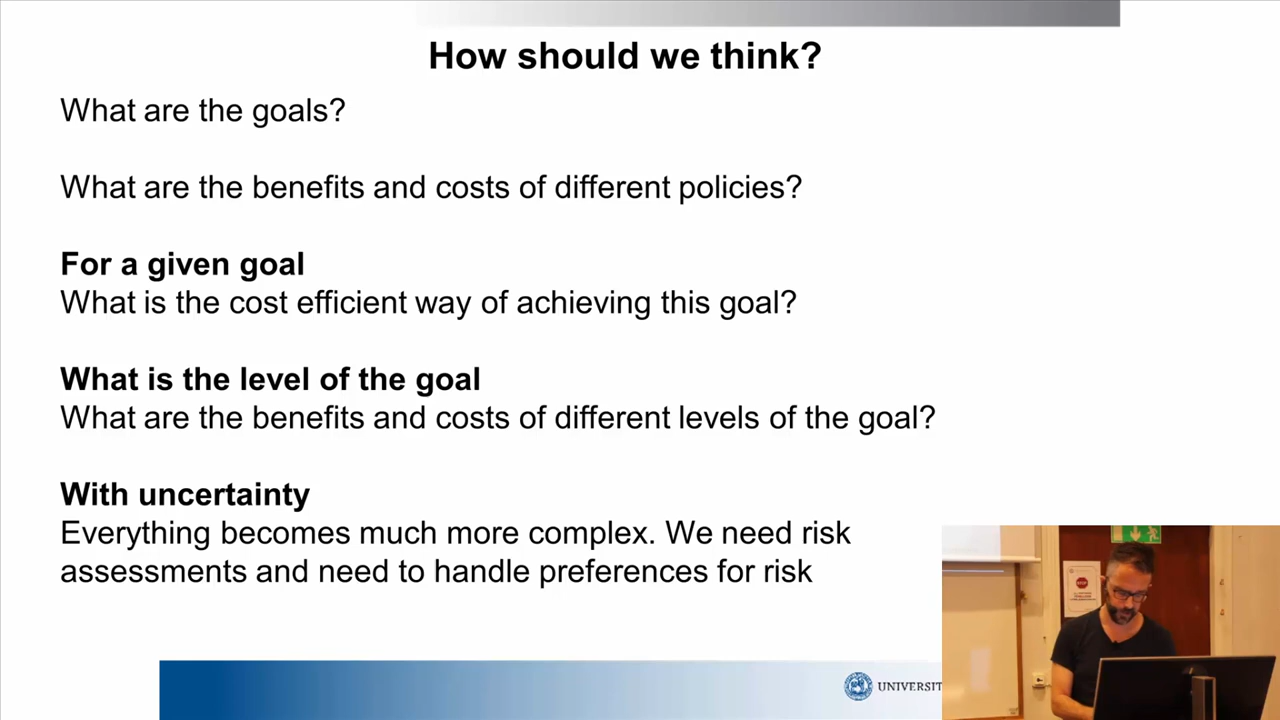 How should we think?
What are the goals?
What are the benefits and costs of different policies?
For a given goal
What is the cost efficient way of achieving this goal?
What is the level of the goal
What are the benefits and costs of different levels of the goal?
With uncertainty
Everything becomes much more complex. We need risk
assessments and need to handle preferences for risk
UNIVERSIT
STOP